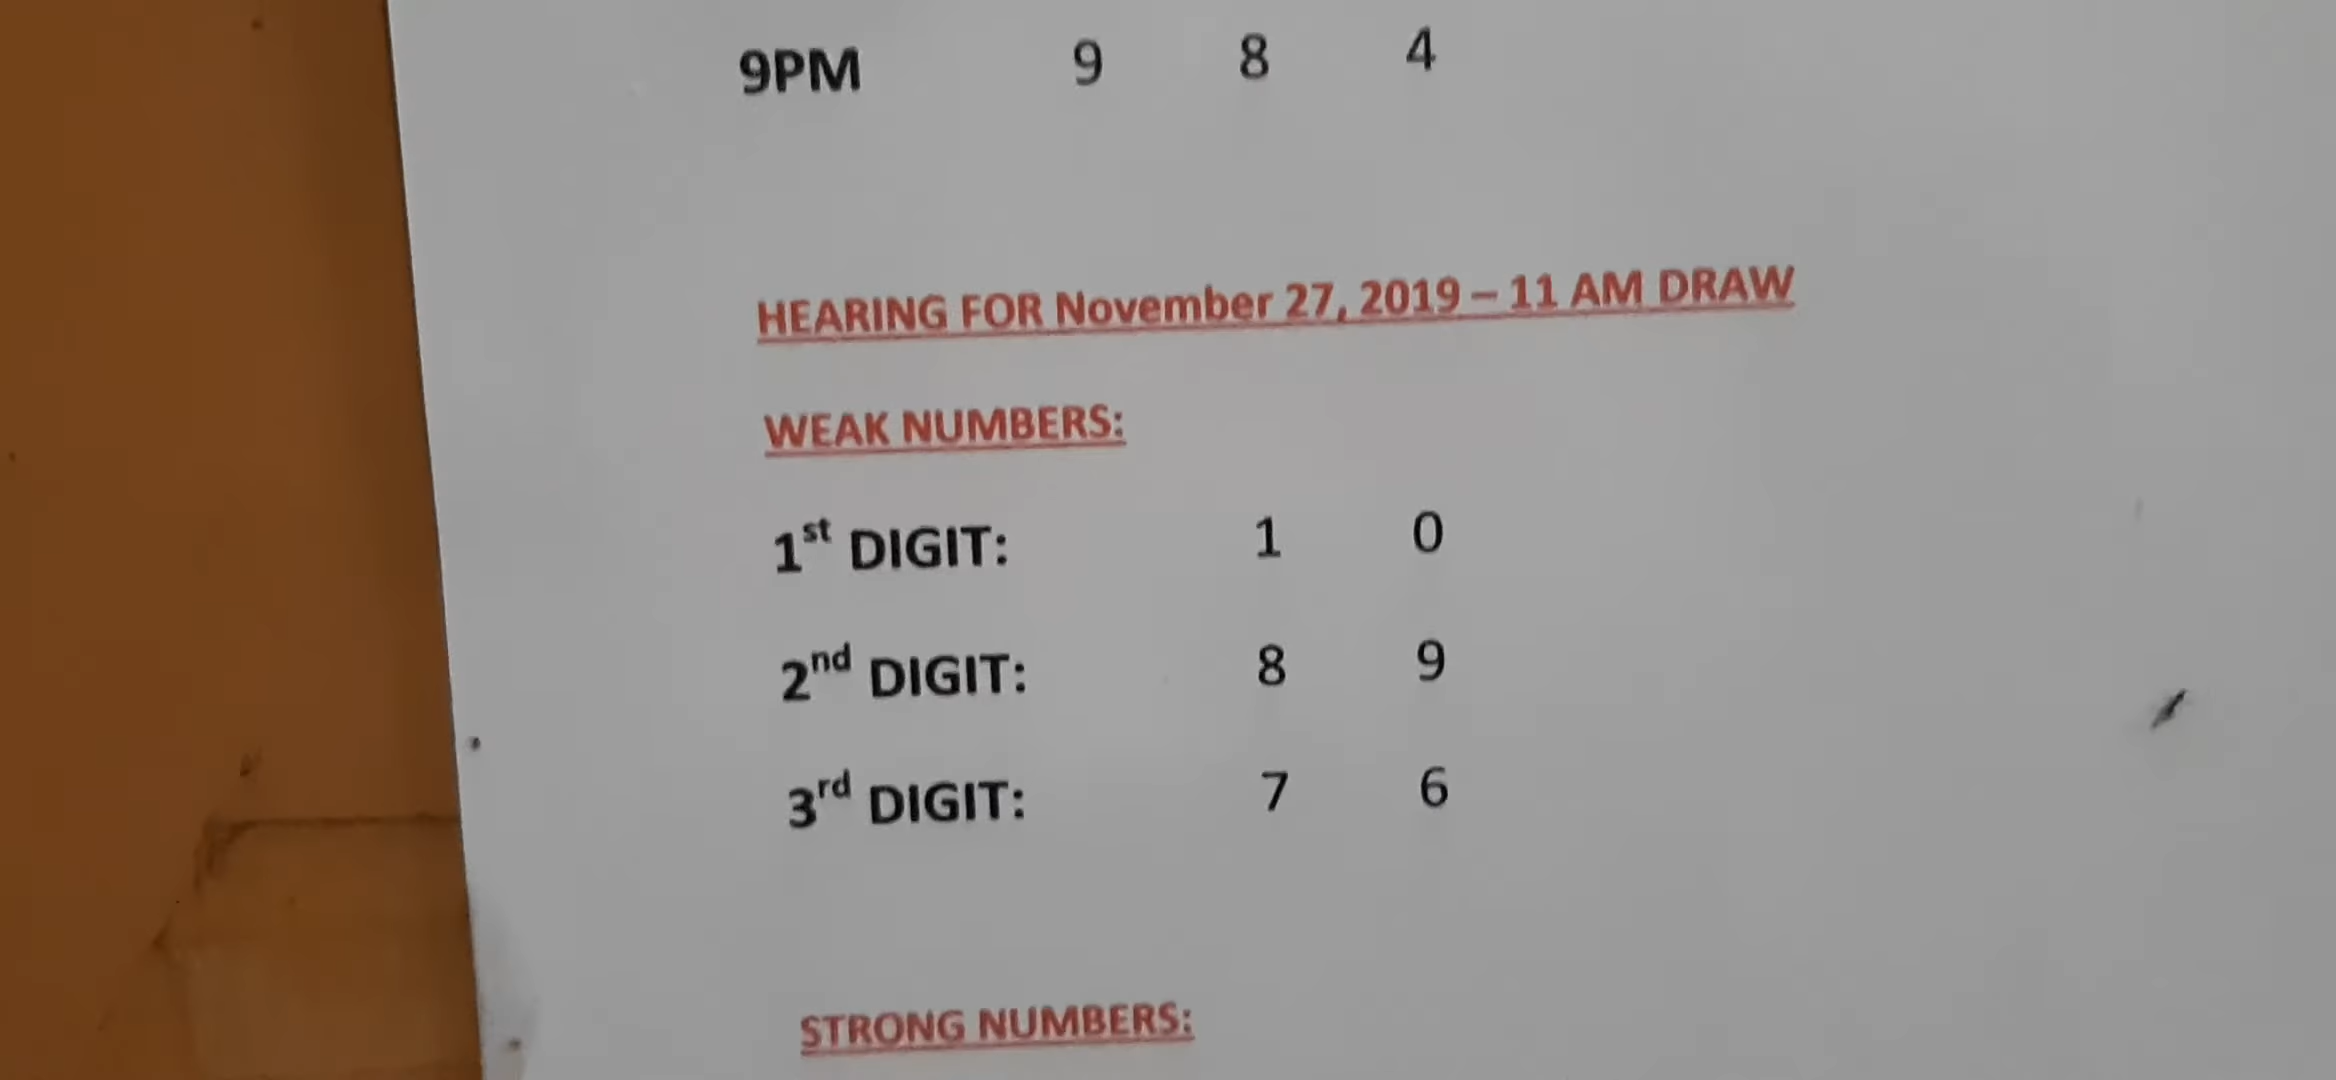 9PM 9 8 4
HEARING FOR November 27, 2019 – 11 AM DRAW
WEAK NUMBERS:
1st DIGIT: 1 0
2nd DIGIT: 8 9
3rd DIGIT: 7 6
STRONG NUMBERS: